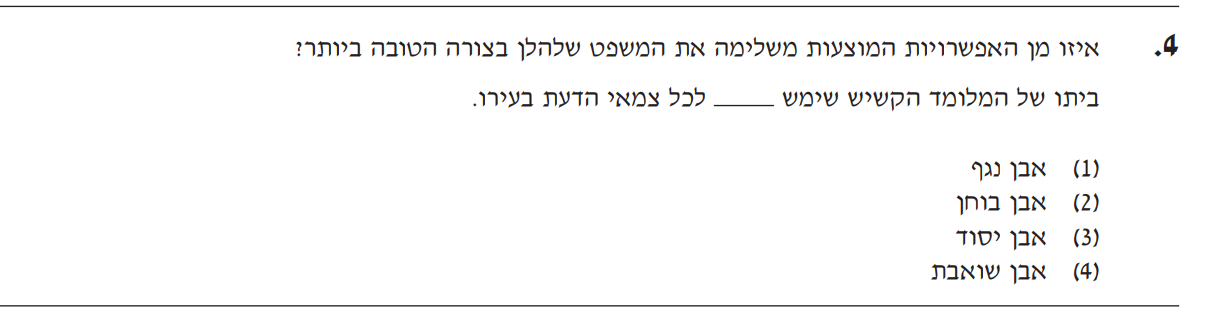 4. איזו מן האפשרויות המוצעות משלימה את המשפט שלהלן בצורה הטובה ביותר?
ביתו של המלומד הקשיש שימש _____ לכל צמאי הדעת בעירו.
(1) אבן נגף
(2) אבן בוחן
(3) אבן יסוד
(4) אבן שואבת